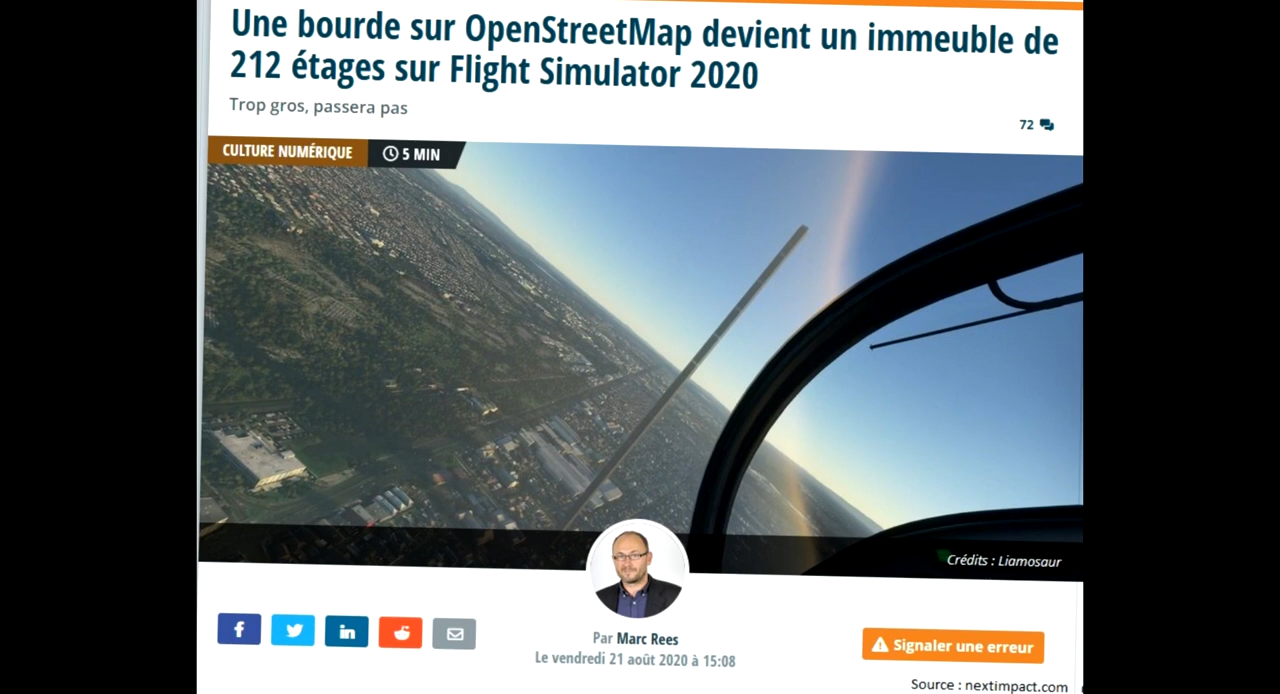 Une bourde sur OpenStreetMap devient un immeuble de
212 étages sur Flight Simulator 2020
Trop gros, passera pas
72
CULTURE NUMÉRIQUE
5 MIN
Crédits : Liamosaur
Par Marc Rees
Le vendredi 21 août 2020 à 15:08
Signaler une erreur
Source : nextimpact.com